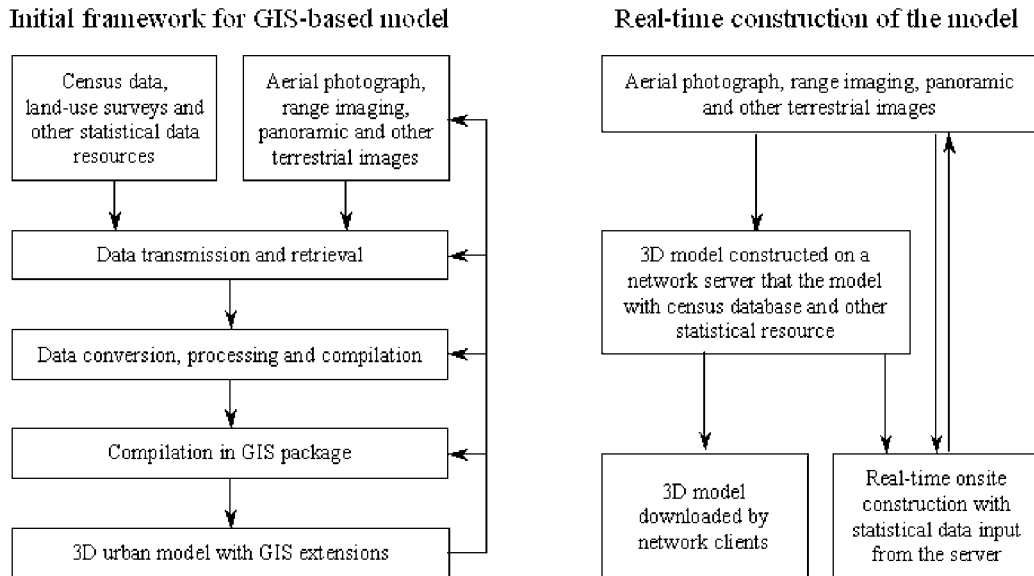 Initial framework for GIS-based model
Census data,
land-use surveys and
other statistical data
resources
Aerial photograph,
range imaging,
panoramic and other
terrestrial images
Data transmission and retrieval
Data conversion, processing and compilation
Compilation in GIS package
3D urban model with GIS extensions
Real-time construction of the model
Aerial photograph, range imaging, panoramic
and other terrestrial images
3D model constructed on a
network server that the model
with census database and other
statistical resource
3D model
downloaded by
network clients
Real-time onsite
construction with
statistical data input
from the server